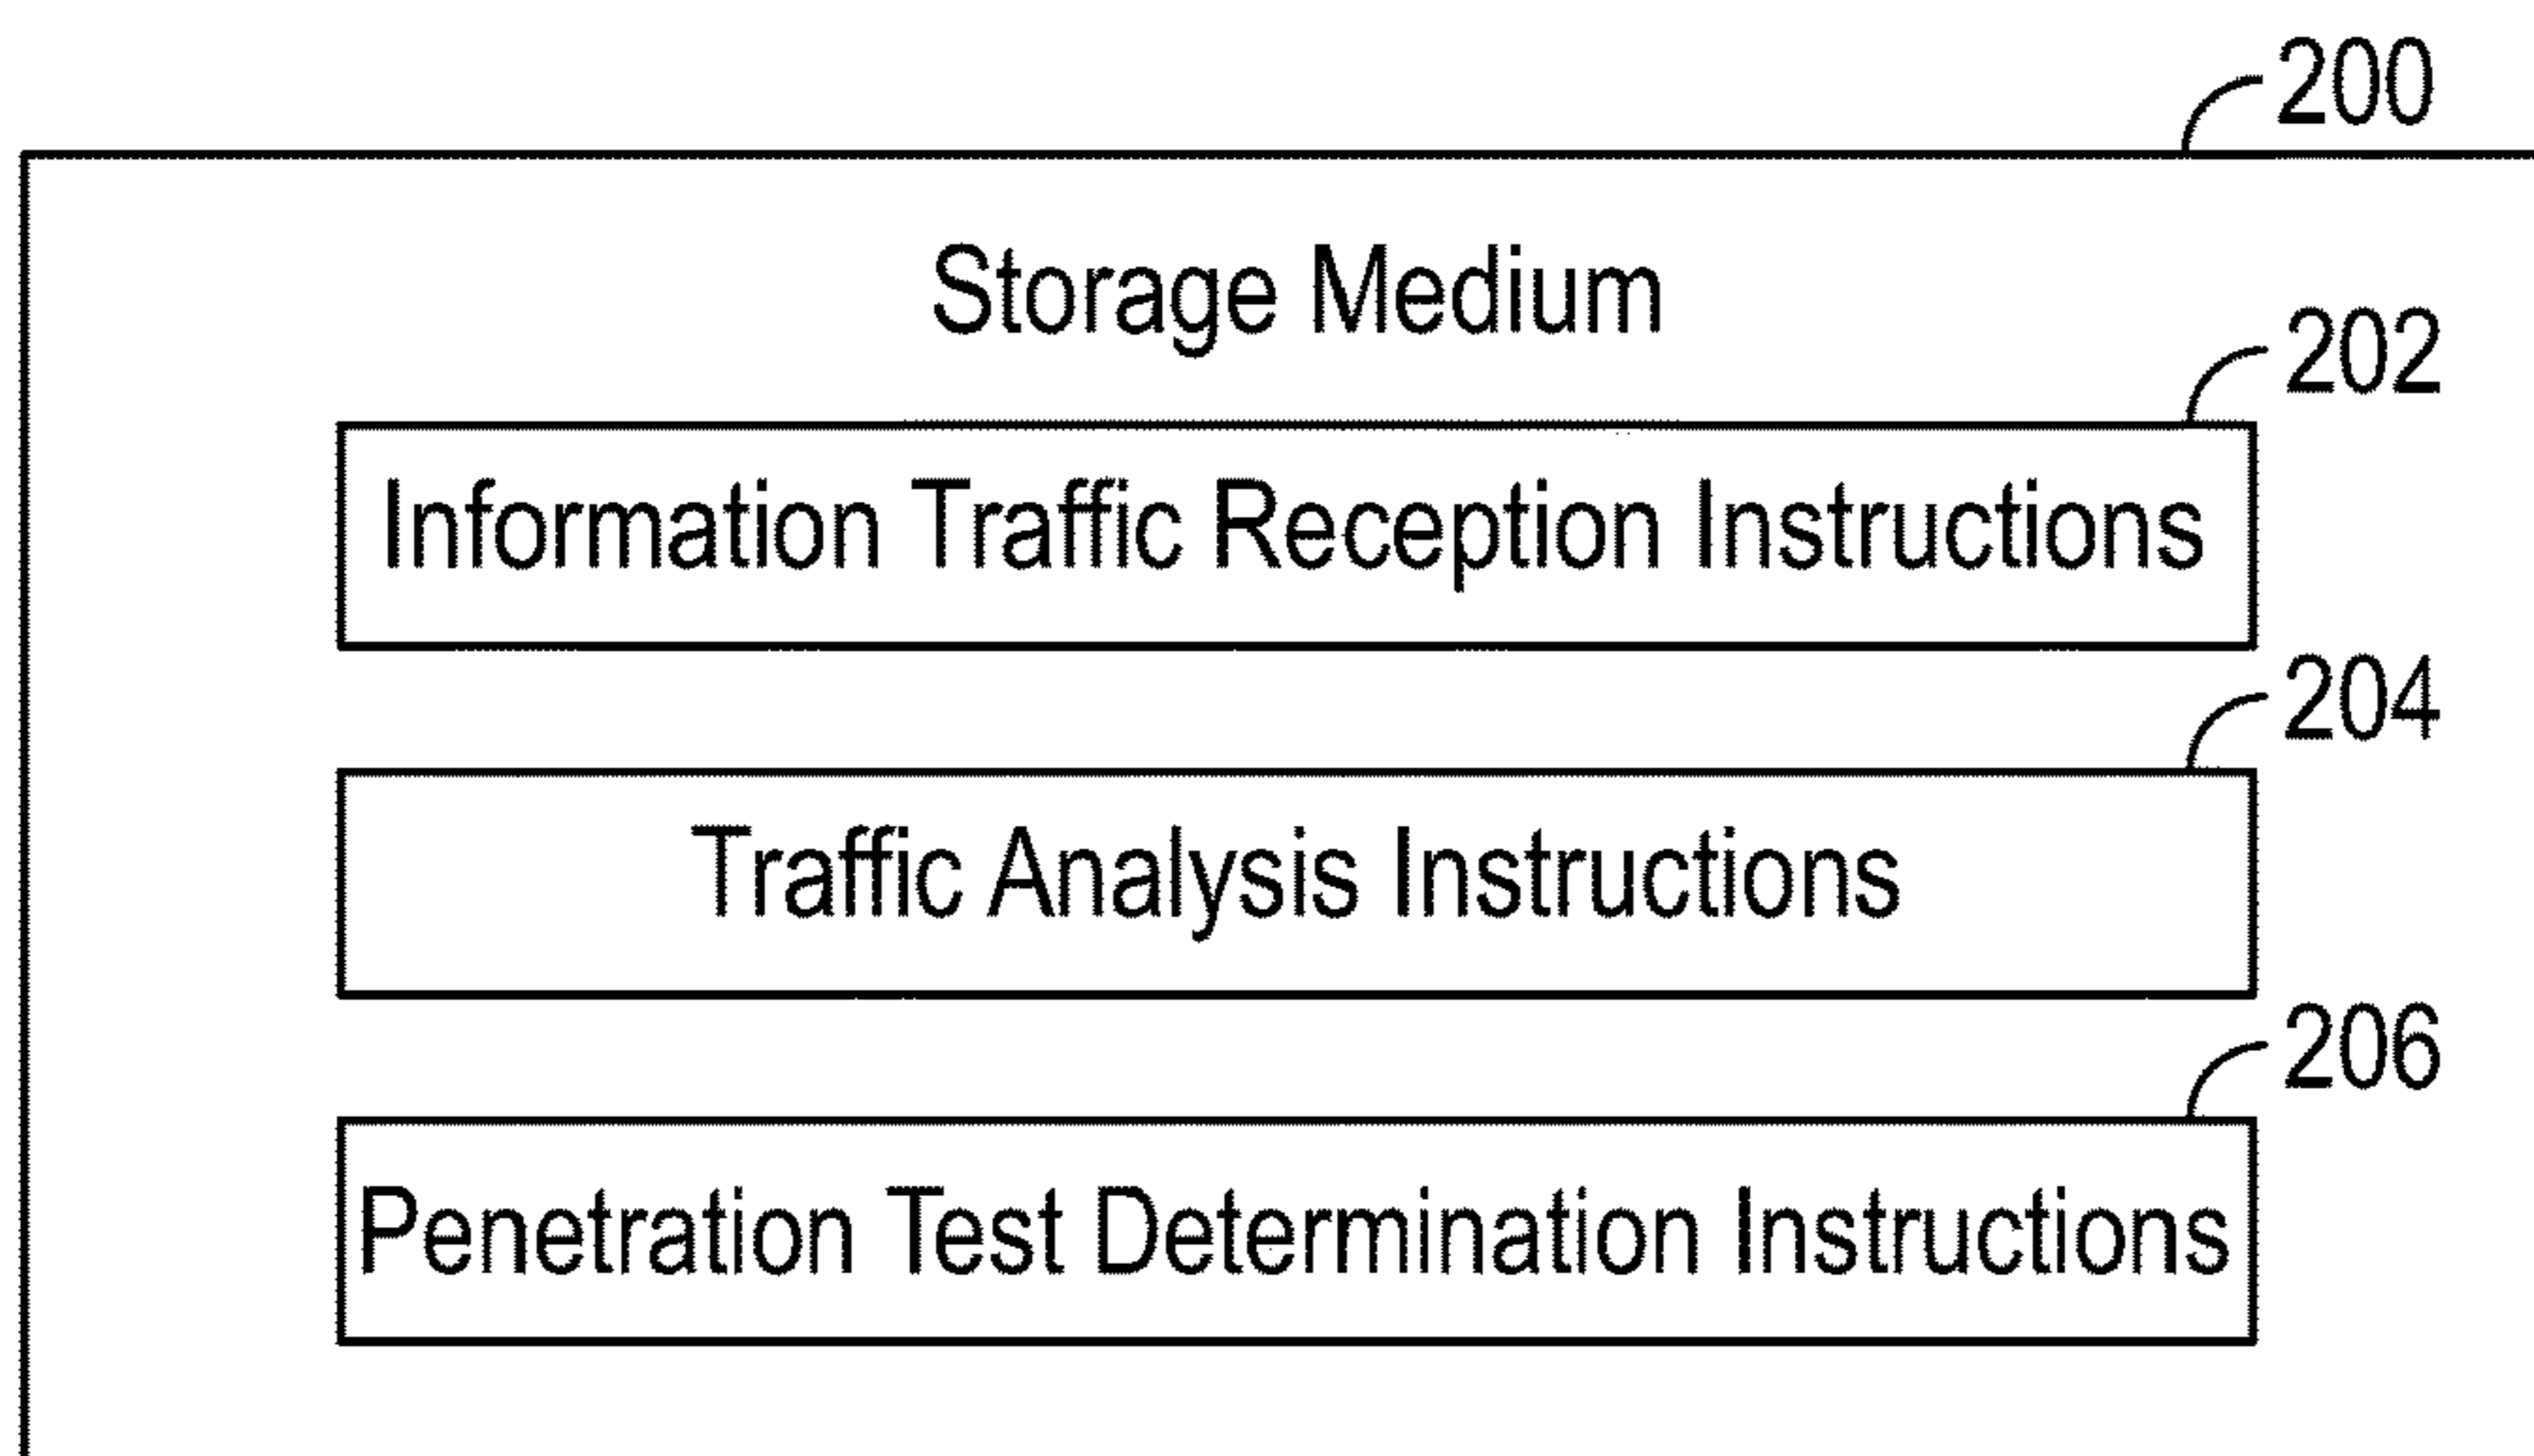 200
Storage Medium
202
Information Traffic Reception Instructions
204
Traffic Analysis Instructions
206
Penetration Test Determination Instructions